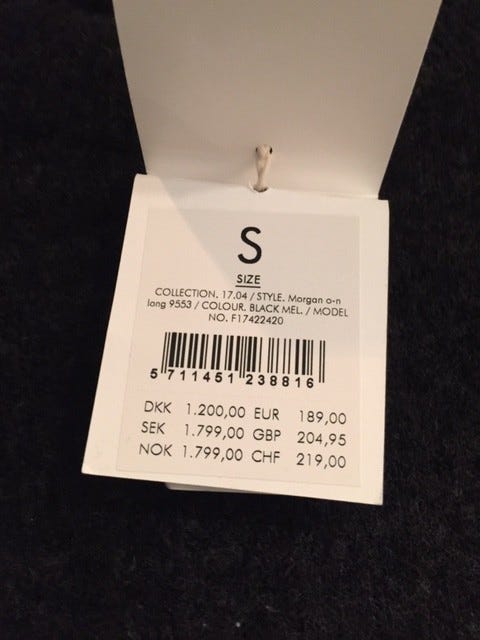 S
SIZE
COLLECTION. 17.04 / STYLE. Morgan o-n
long 9553 / COLOUR. BLACK MEL. / MODEL
NO. F17422420
5 711451 238816
DKK 1.200,00 EUR 189,00
SEK 1.799,00 GBP 204,95
NOK 1.799,00 CHF 219,00